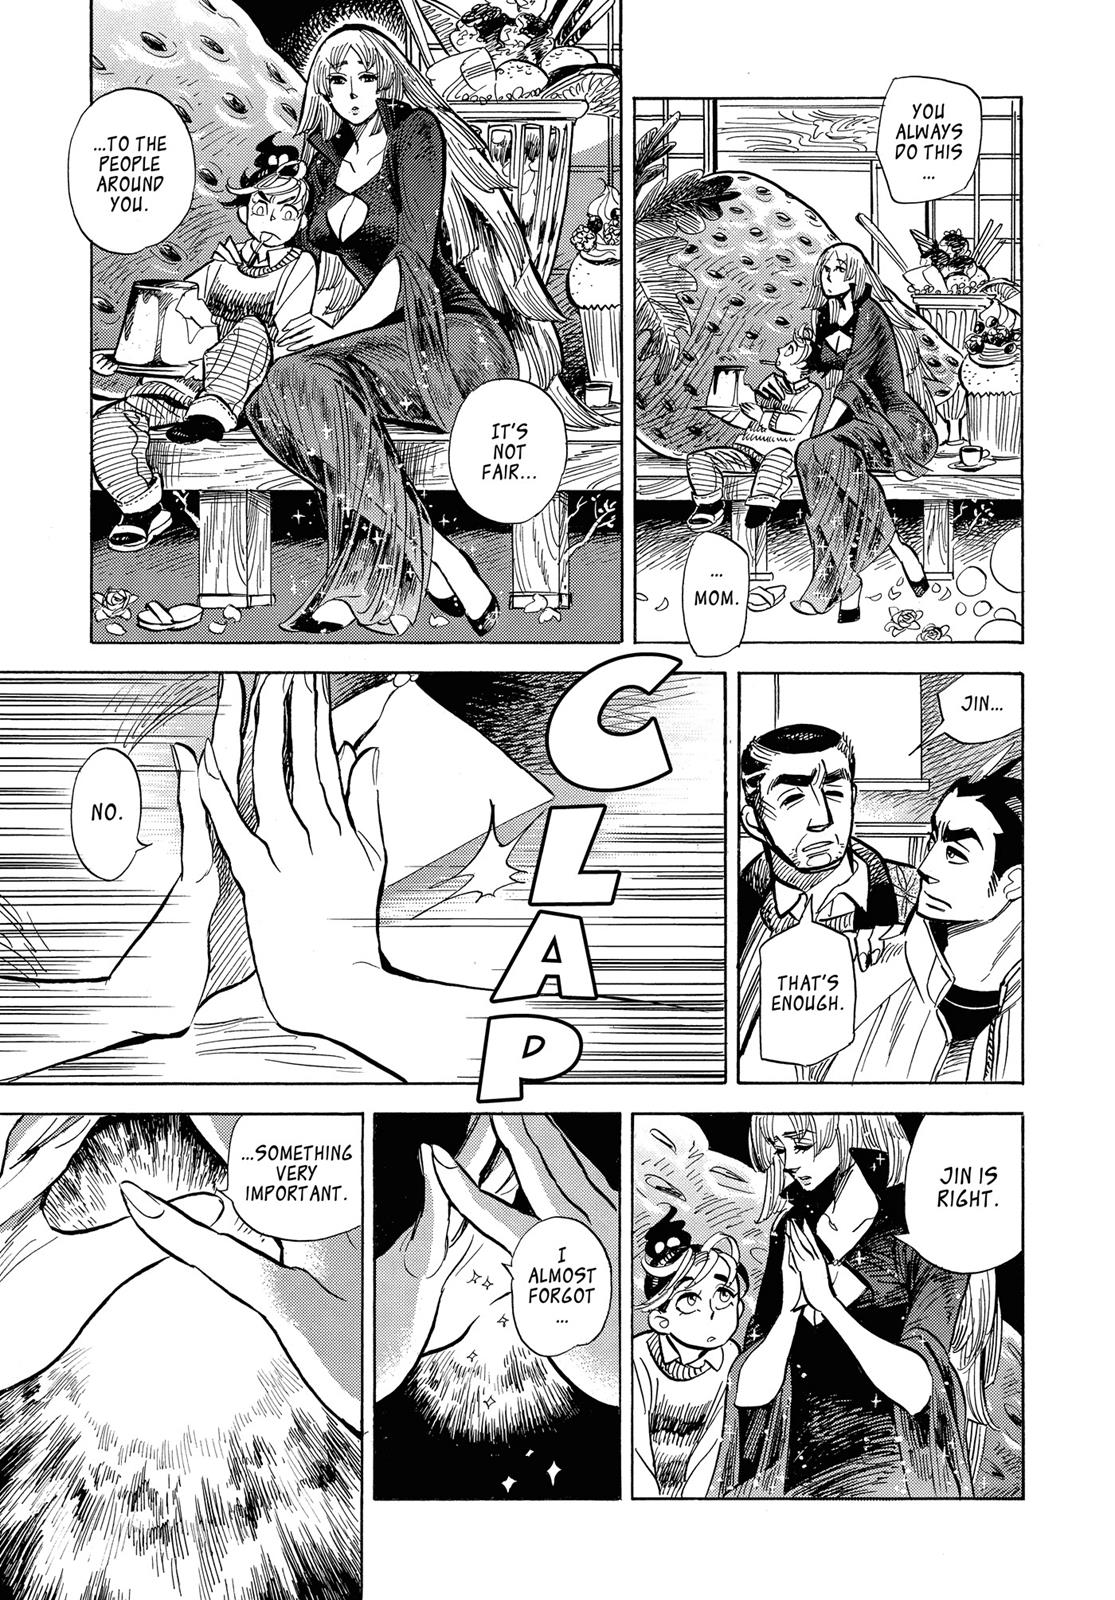 YOU
ALWAYS
DO THIS
...
...
MOM.
IT'S
NOT
FAIR...
...TO THE
PEOPLE
AROUND
YOU.
JIN...
THAT'S
ENOUGH.
CLAP
NO.
JIN IS
RIGHT.
I
ALMOST
FORGOT
...
...SOMETHING
VERY
IMPORTANT.